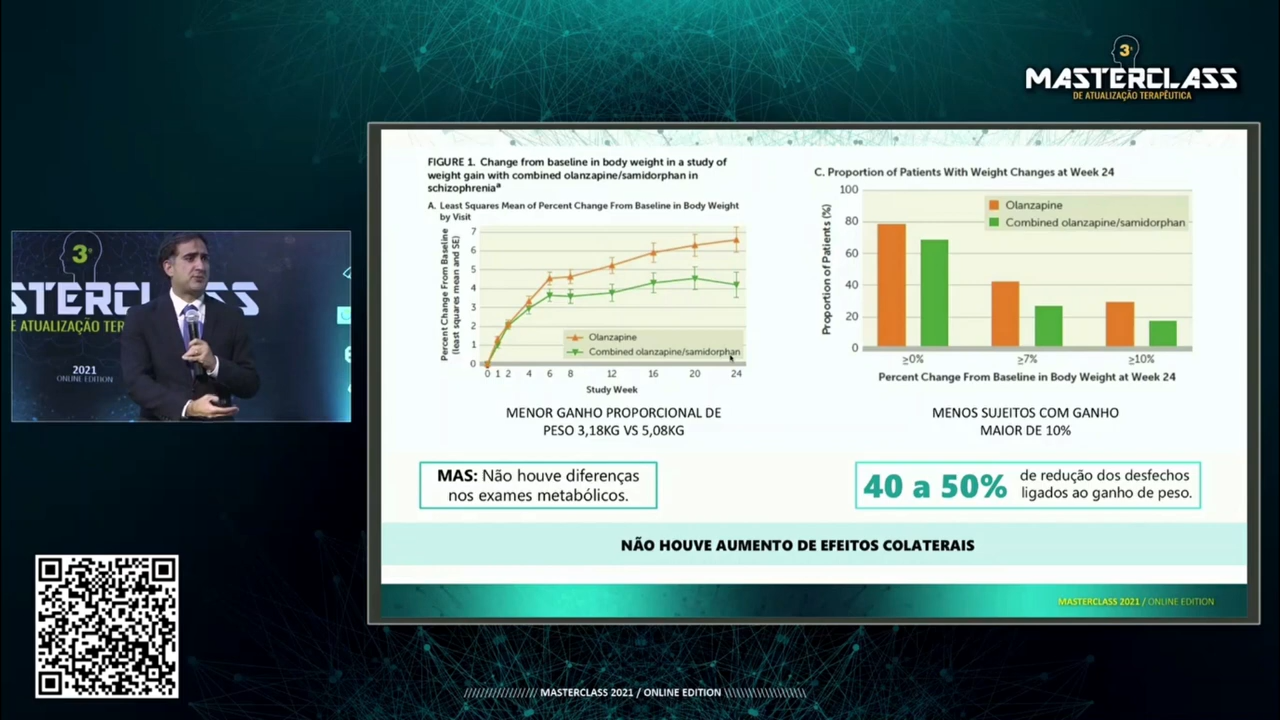 3ª
MASTERCLASS
DE ATUALIZAÇÃO TERAPÊUTICA
FIGURE 1. Change from baseline in body weight in a study of
weight gain with combined olanzapine/samidorphan in
schizophreniaᵃ
A. Least Squares Mean of Percent Change From Baseline in Body Weight
by Visit
Percent Change From Baseline
(least squares mean and SE)
7
6
5
4
3
2
1
0
Olanzapine
Combined olanzapine/samidorphan
0 1 2 4 6 8 12 16 20 24
Study Week
MENOR GANHO PROPORCIONAL DE
PESO 3,18KG VS 5,08KG
C. Proportion of Patients With Weight Changes at Week 24
Proportion of Patients (%)
100
80
60
40
20
0
Olanzapine
Combined olanzapine/samidorphan
≥0% ≥7% ≥10%
Percent Change From Baseline in Body Weight at Week 24
MENOS SUJEITOS COM GANHO
MAIOR DE 10%
MAS: Não houve diferenças
nos exames metabólicos.
40 a 50% de redução dos desfechos
ligados ao ganho de peso.
NÃO HOUVE AUMENTO DE EFEITOS COLATERAIS
MASTERCLASS 2021 / ONLINE EDITION
3ª
STERCL SS
E ATUALIZAÇÃO TER
2021
ONLINE EDITION
/////////////////// MASTERCLASS 2021 / ONLINE EDITION \\\\\\\\\\\\\\\\\\\